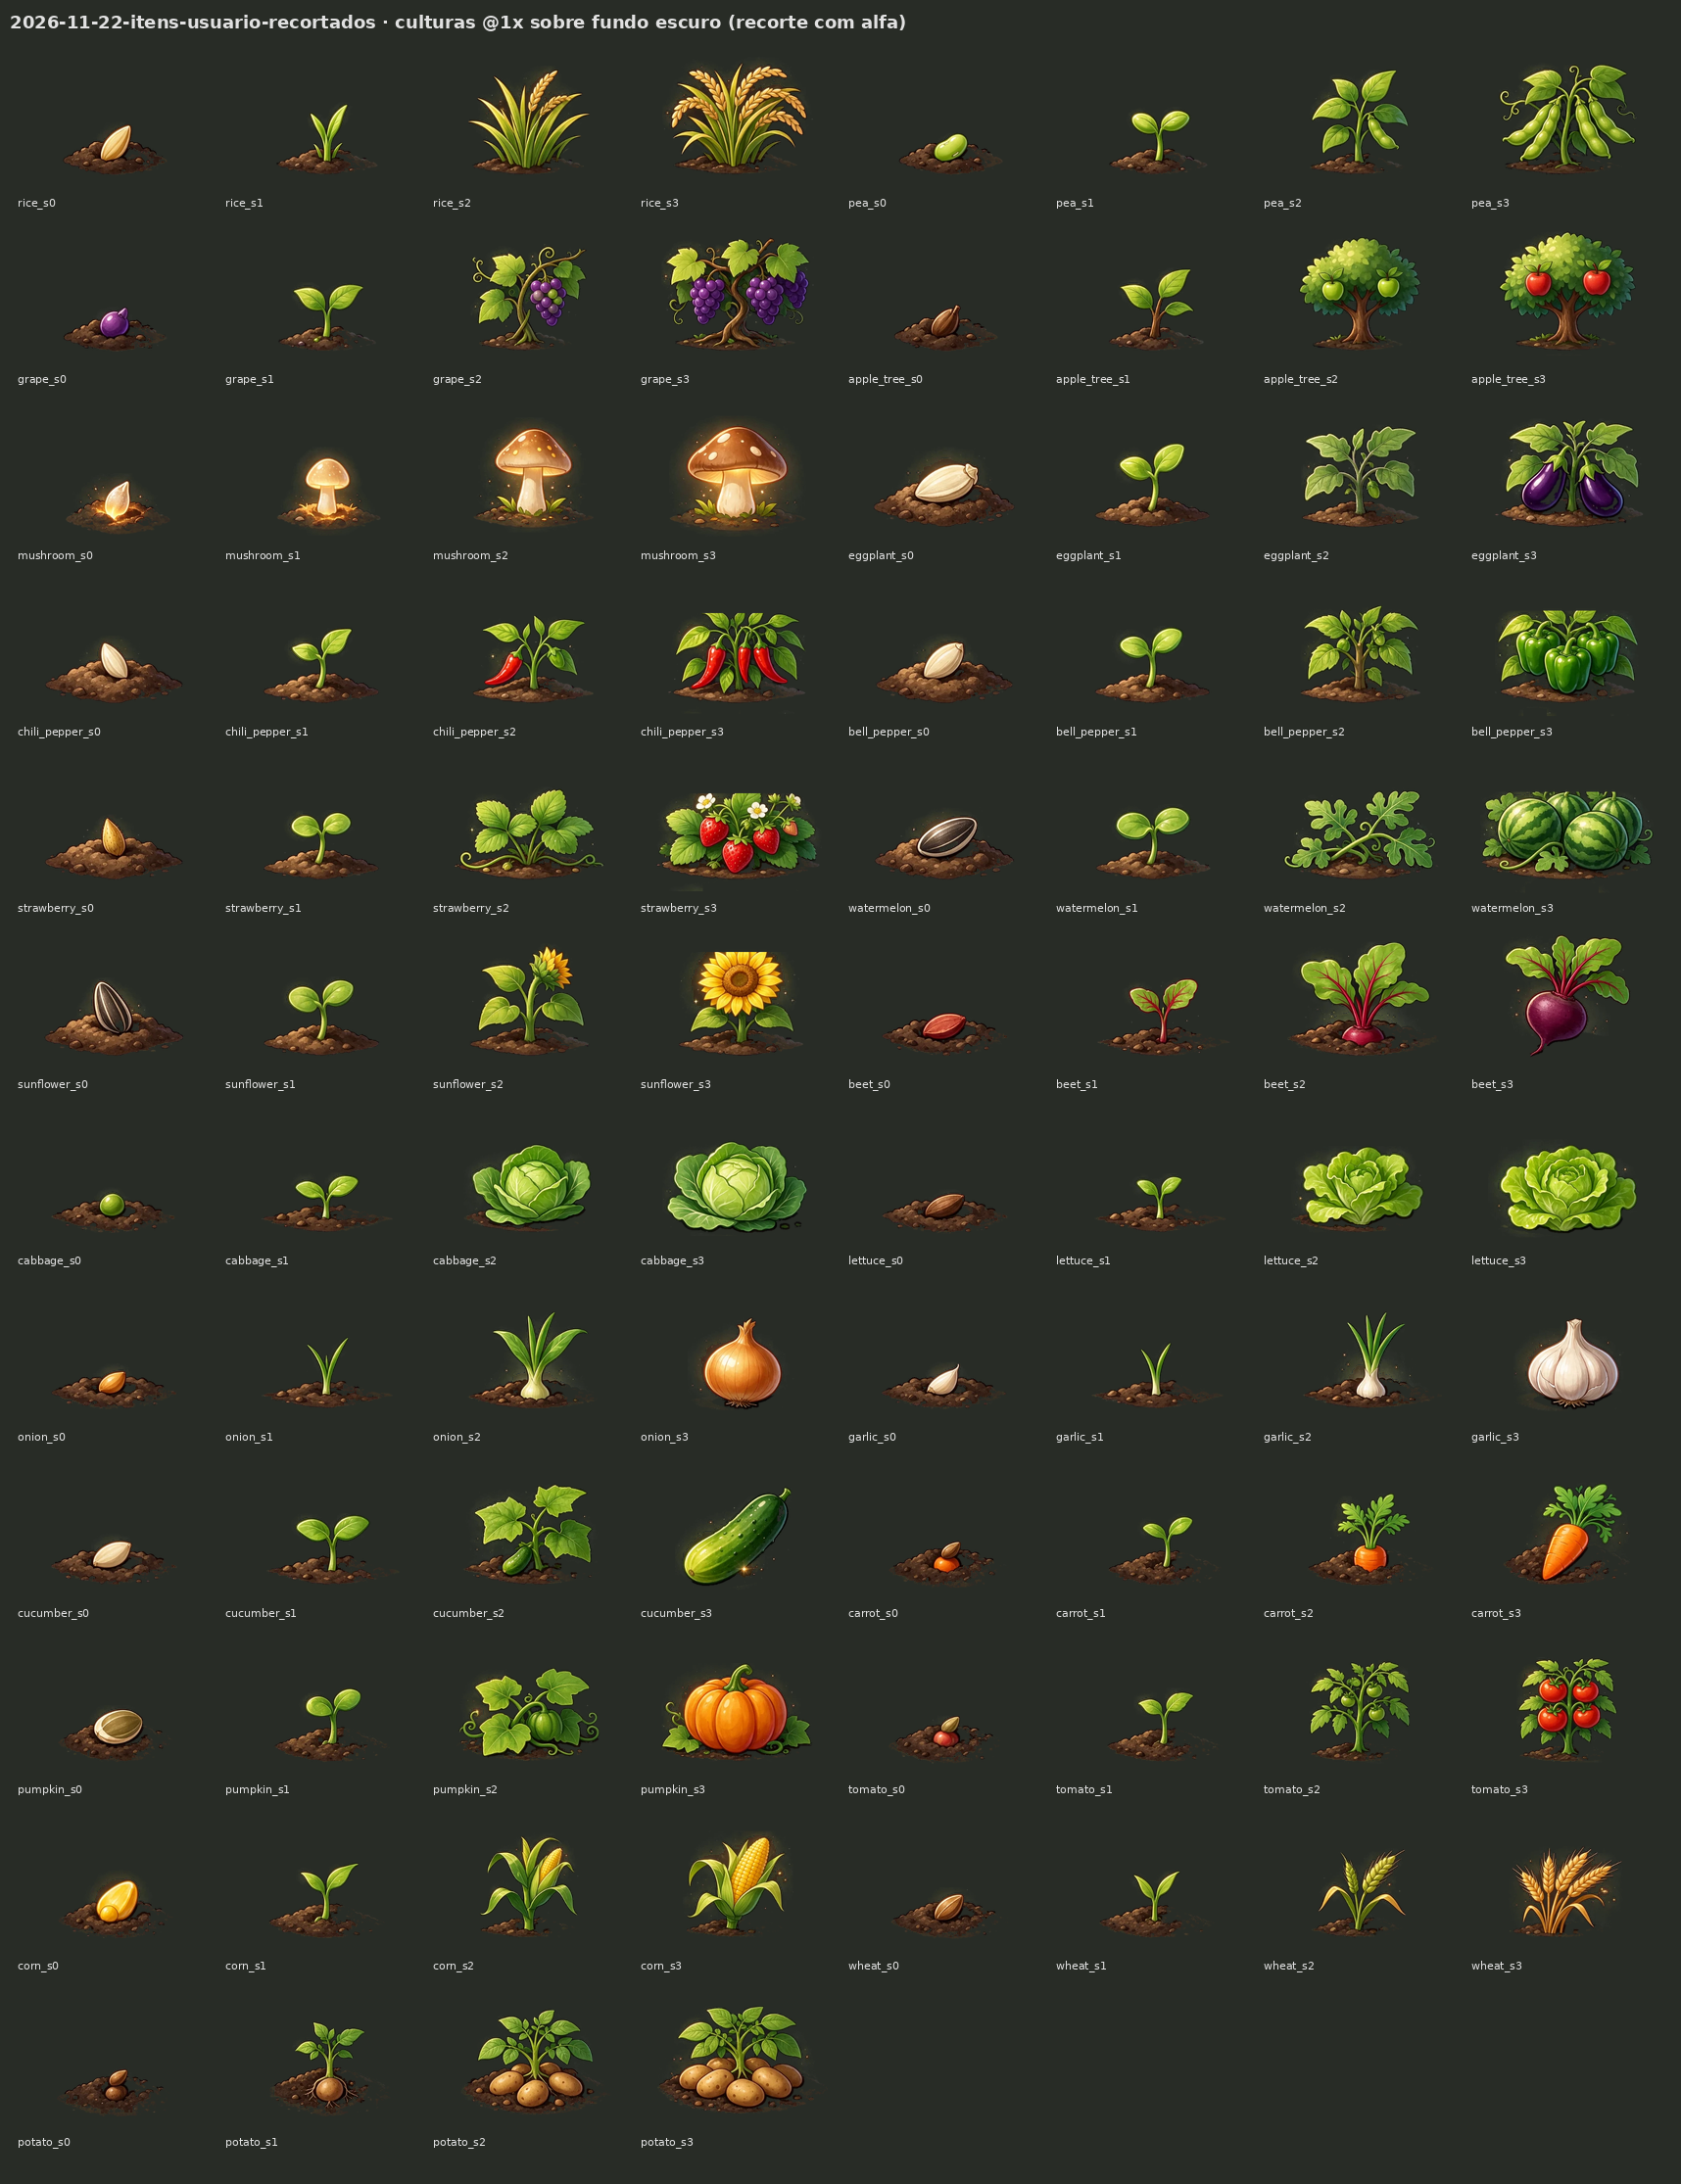 2026-11-22-itens-usuario-recortados · culturas @1x sobre fundo escuro (recorte com alfa)
rice_s0 rice_s1 rice_s2 rice_s3 pea_s0 pea_s1 pea_s2 pea_s3
grape_s0 grape_s1 grape_s2 grape_s3 apple_tree_s0 apple_tree_s1 apple_tree_s2 apple_tree_s3
mushroom_s0 mushroom_s1 mushroom_s2 mushroom_s3 eggplant_s0 eggplant_s1 eggplant_s2 eggplant_s3
chili_pepper_s0 chili_pepper_s1 chili_pepper_s2 chili_pepper_s3 bell_pepper_s0 bell_pepper_s1 bell_pepper_s2 bell_pepper_s3
strawberry_s0 strawberry_s1 strawberry_s2 strawberry_s3 watermelon_s0 watermelon_s1 watermelon_s2 watermelon_s3
sunflower_s0 sunflower_s1 sunflower_s2 sunflower_s3 beet_s0 beet_s1 beet_s2 beet_s3
cabbage_s0 cabbage_s1 cabbage_s2 cabbage_s3 lettuce_s0 lettuce_s1 lettuce_s2 lettuce_s3
onion_s0 onion_s1 onion_s2 onion_s3 garlic_s0 garlic_s1 garlic_s2 garlic_s3
cucumber_s0 cucumber_s1 cucumber_s2 cucumber_s3 carrot_s0 carrot_s1 carrot_s2 carrot_s3
pumpkin_s0 pumpkin_s1 pumpkin_s2 pumpkin_s3 tomato_s0 tomato_s1 tomato_s2 tomato_s3
corn_s0 corn_s1 corn_s2 corn_s3 wheat_s0 wheat_s1 wheat_s2 wheat_s3
potato_s0 potato_s1 potato_s2 potato_s3